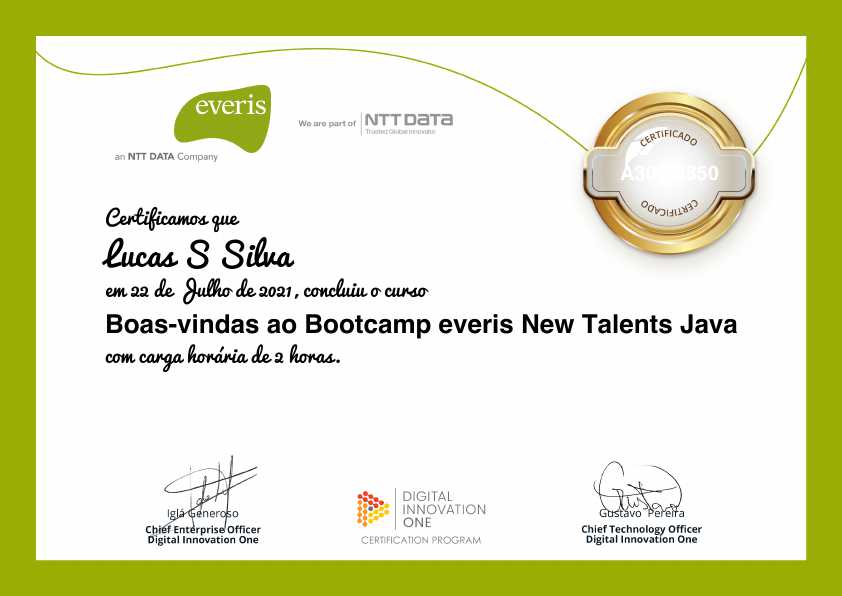 everis
an NTT DATA Company
We are part of
NTT DATA
Trusted Global Innovator
CERTIFICADO
CERTIFICADO
Certificamos que
Lucas S Silva
em 22 de Julho de 2021, concluiu o curso
Boas-vindas ao Bootcamp everis New Talents Java
com carga horária de 2 horas.
Iglá Generoso
Chief Enterprise Officer
Digital Innovation One
DIGITAL
INNOVATION
ONE
CERTIFICATION PROGRAM
Gustavo Pereira
Chief Technology Officer
Digital Innovation One